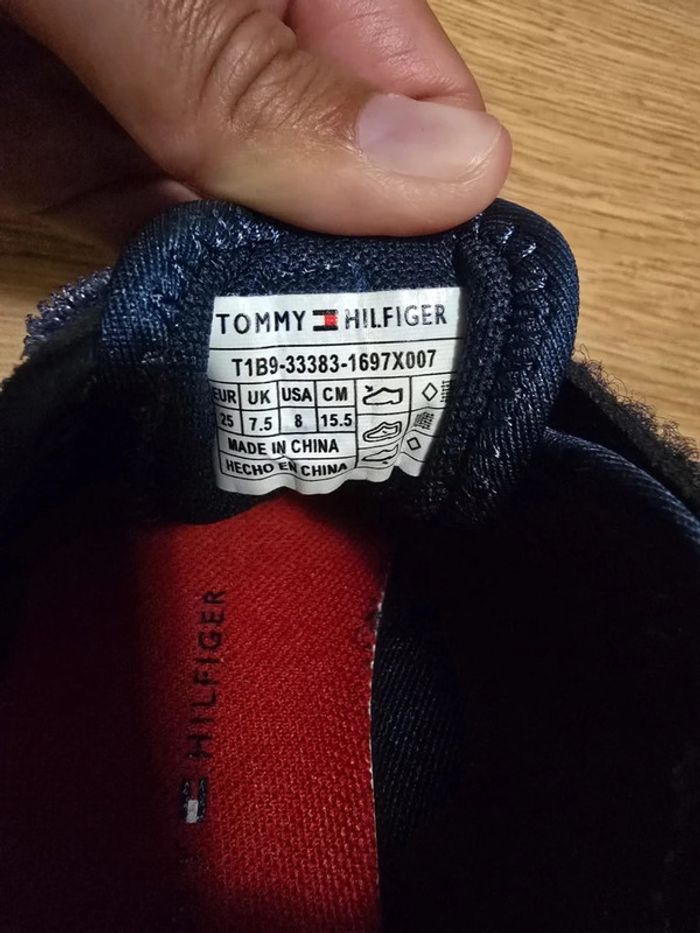 TOMMY HILFIGER
T1B9-33383-1697X007
EUR UK USA CM
25 7.5 8 15.5
MADE IN CHINA
HECHO EN CHINA
HILFIGER